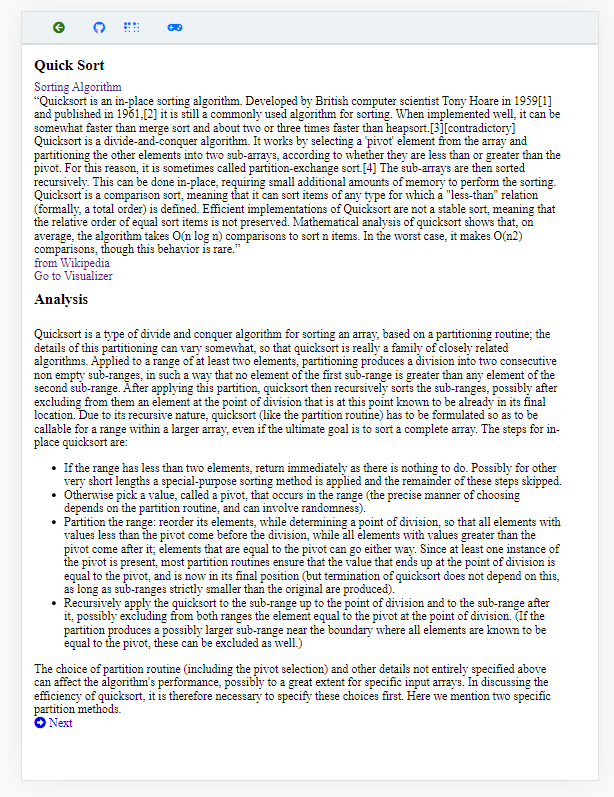 Quick Sort
Sorting Algorithm
“Quicksort is an in-place sorting algorithm. Developed by British computer scientist Tony Hoare in 1959[1]
and published in 1961,[2] it is still a commonly used algorithm for sorting. When implemented well, it can be
somewhat faster than merge sort and about two or three times faster than heapsort.[3][contradictory]
Quicksort is a divide-and-conquer algorithm. It works by selecting a 'pivot' element from the array and
partitioning the other elements into two sub-arrays, according to whether they are less than or greater than the
pivot. For this reason, it is sometimes called partition-exchange sort.[4] The sub-arrays are then sorted
recursively. This can be done in-place, requiring small additional amounts of memory to perform the sorting.
Quicksort is a comparison sort, meaning that it can sort items of any type for which a "less-than" relation
(formally, a total order) is defined. Efficient implementations of Quicksort are not a stable sort, meaning that
the relative order of equal sort items is not preserved. Mathematical analysis of quicksort shows that, on
average, the algorithm takes O(n log n) comparisons to sort n items. In the worst case, it makes O(n2)
comparisons, though this behavior is rare.”
from Wikipedia
Go to Visualizer
Analysis
Quicksort is a type of divide and conquer algorithm for sorting an array, based on a partitioning routine; the
details of this partitioning can vary somewhat, so that quicksort is really a family of closely related
algorithms. Applied to a range of at least two elements, partitioning produces a division into two consecutive
non empty sub-ranges, in such a way that no element of the first sub-range is greater than any element of the
second sub-range. After applying this partition, quicksort then recursively sorts the sub-ranges, possibly after
excluding from them an element at the point of division that is at this point known to be already in its final
location. Due to its recursive nature, quicksort (like the partition routine) has to be formulated so as to be
callable for a range within a larger array, even if the ultimate goal is to sort a complete array. The steps for in-
place quicksort are:
• If the range has less than two elements, return immediately as there is nothing to do. Possibly for other
very short lengths a special-purpose sorting method is applied and the remainder of these steps skipped.
• Otherwise pick a value, called a pivot, that occurs in the range (the precise manner of choosing
depends on the partition routine, and can involve randomness).
• Partition the range: reorder its elements, while determining a point of division, so that all elements with
values less than the pivot come before the division, while all elements with values greater than the
pivot come after it; elements that are equal to the pivot can go either way. Since at least one instance of
the pivot is present, most partition routines ensure that the value that ends up at the point of division is
equal to the pivot, and is now in its final position (but termination of quicksort does not depend on this,
as long as sub-ranges strictly smaller than the original are produced).
• Recursively apply the quicksort to the sub-range up to the point of division and to the sub-range after
it, possibly excluding from both ranges the element equal to the pivot at the point of division. (If the
partition produces a possibly larger sub-range near the boundary where all elements are known to be
equal to the pivot, these can be excluded as well.)
The choice of partition routine (including the pivot selection) and other details not entirely specified above
can affect the algorithm's performance, possibly to a great extent for specific input arrays. In discussing the
efficiency of quicksort, it is therefore necessary to specify these choices first. Here we mention two specific
partition methods.
Next